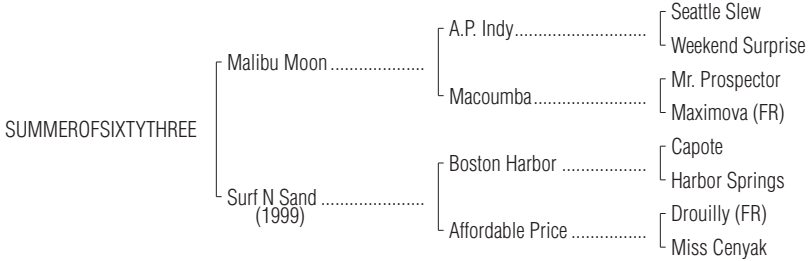 Seattle Slew
A.P. Indy..............................
Weekend Surprise
Malibu Moon .....................
Mr. Prospector
Macoumba..........................
Maximova (FR)
SUMMEROFSIXTYTHREE
Capote
Boston Harbor ...................
Harbor Springs
Surf N Sand .......................
(1999)
Drouilly (FR)
Affordable Price .................
Miss Cenyak